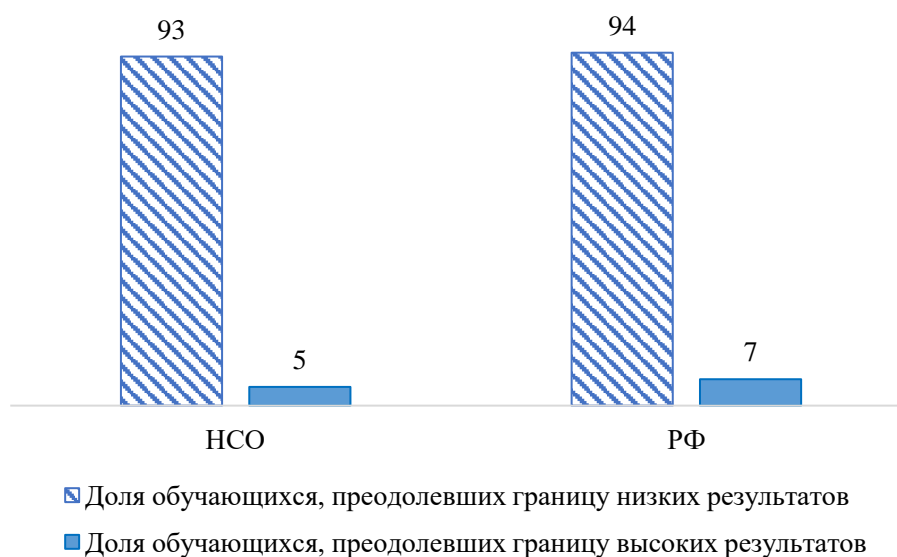 93
94
5
7
НСО
РФ
Доля обучающихся, преодолевших границу низких результатов
Доля обучающихся, преодолевших границу высоких результатов